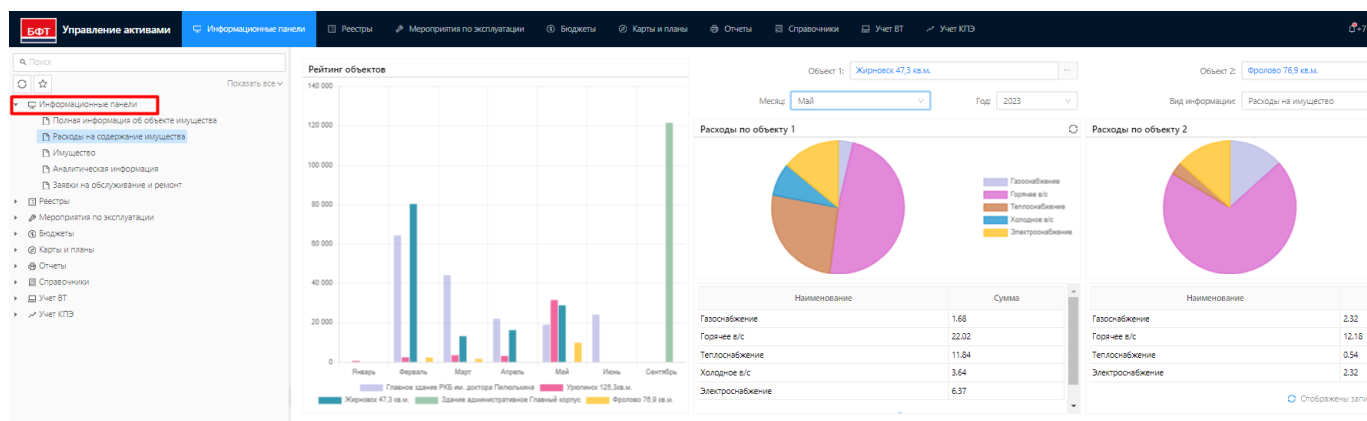 БФТ Управление активами Информационные панели Реестры Мероприятия по эксплуатации Бюджеты Карты и планы Отчеты Справочники Учет ВТ Учет КПЭ +7
Поиск
Показать все
Информационные панели
Полная информация об объекте имущества
Расходы на содержание имущества
Имущество
Аналитическая информация
Заявки на обслуживание и ремонт
Реестры
Мероприятия по эксплуатации
Бюджеты
Карты и планы
Отчеты
Справочники
Учет ВТ
Учет КПЭ
Рейтинг объектов
140 000
120 000
100 000
80 000
60 000
40 000
20 000
0
Январь Февраль Март Апрель Май Июнь Сентябрь
Главное здание РКБ им. доктора Пилюлькина Урюпинск 125,3кв.м.
Жирновск 47,3 кв.м. Здание административное Главный корпус Фролово 76,9 кв.м.
Объект 1: Жирновск 47,3 кв.м. ... Объект 2: Фролово 76,9 кв.м.
Месяц: Май Год: 2023 Вид информации: Расходы на имущество
Расходы по объекту 1
Газоснабжение
Горячее в/с
Теплоснабжение
Холодное в/с
Электроснабжение
Наименование Сумма
Газоснабжение 1.68
Горячее в/с 22.02
Теплоснабжение 11.84
Холодное в/с 3.64
Электроснабжение 6.37
Расходы по объекту 2
Наименование
Газоснабжение 2.32
Горячее в/с 12.18
Теплоснабжение 0.54
Электроснабжение 2.32
Отображены запи